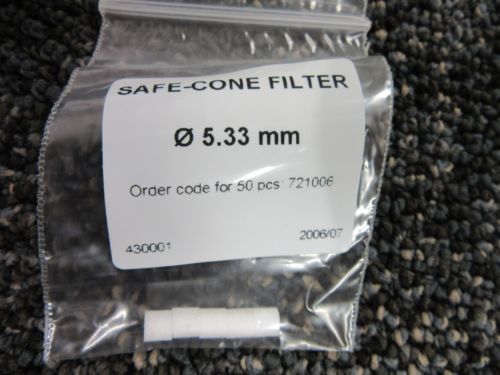 SAFE-CONE FILTER
Ø 5.33 mm
Order code for 50 pcs: 721006
430001 2006/07